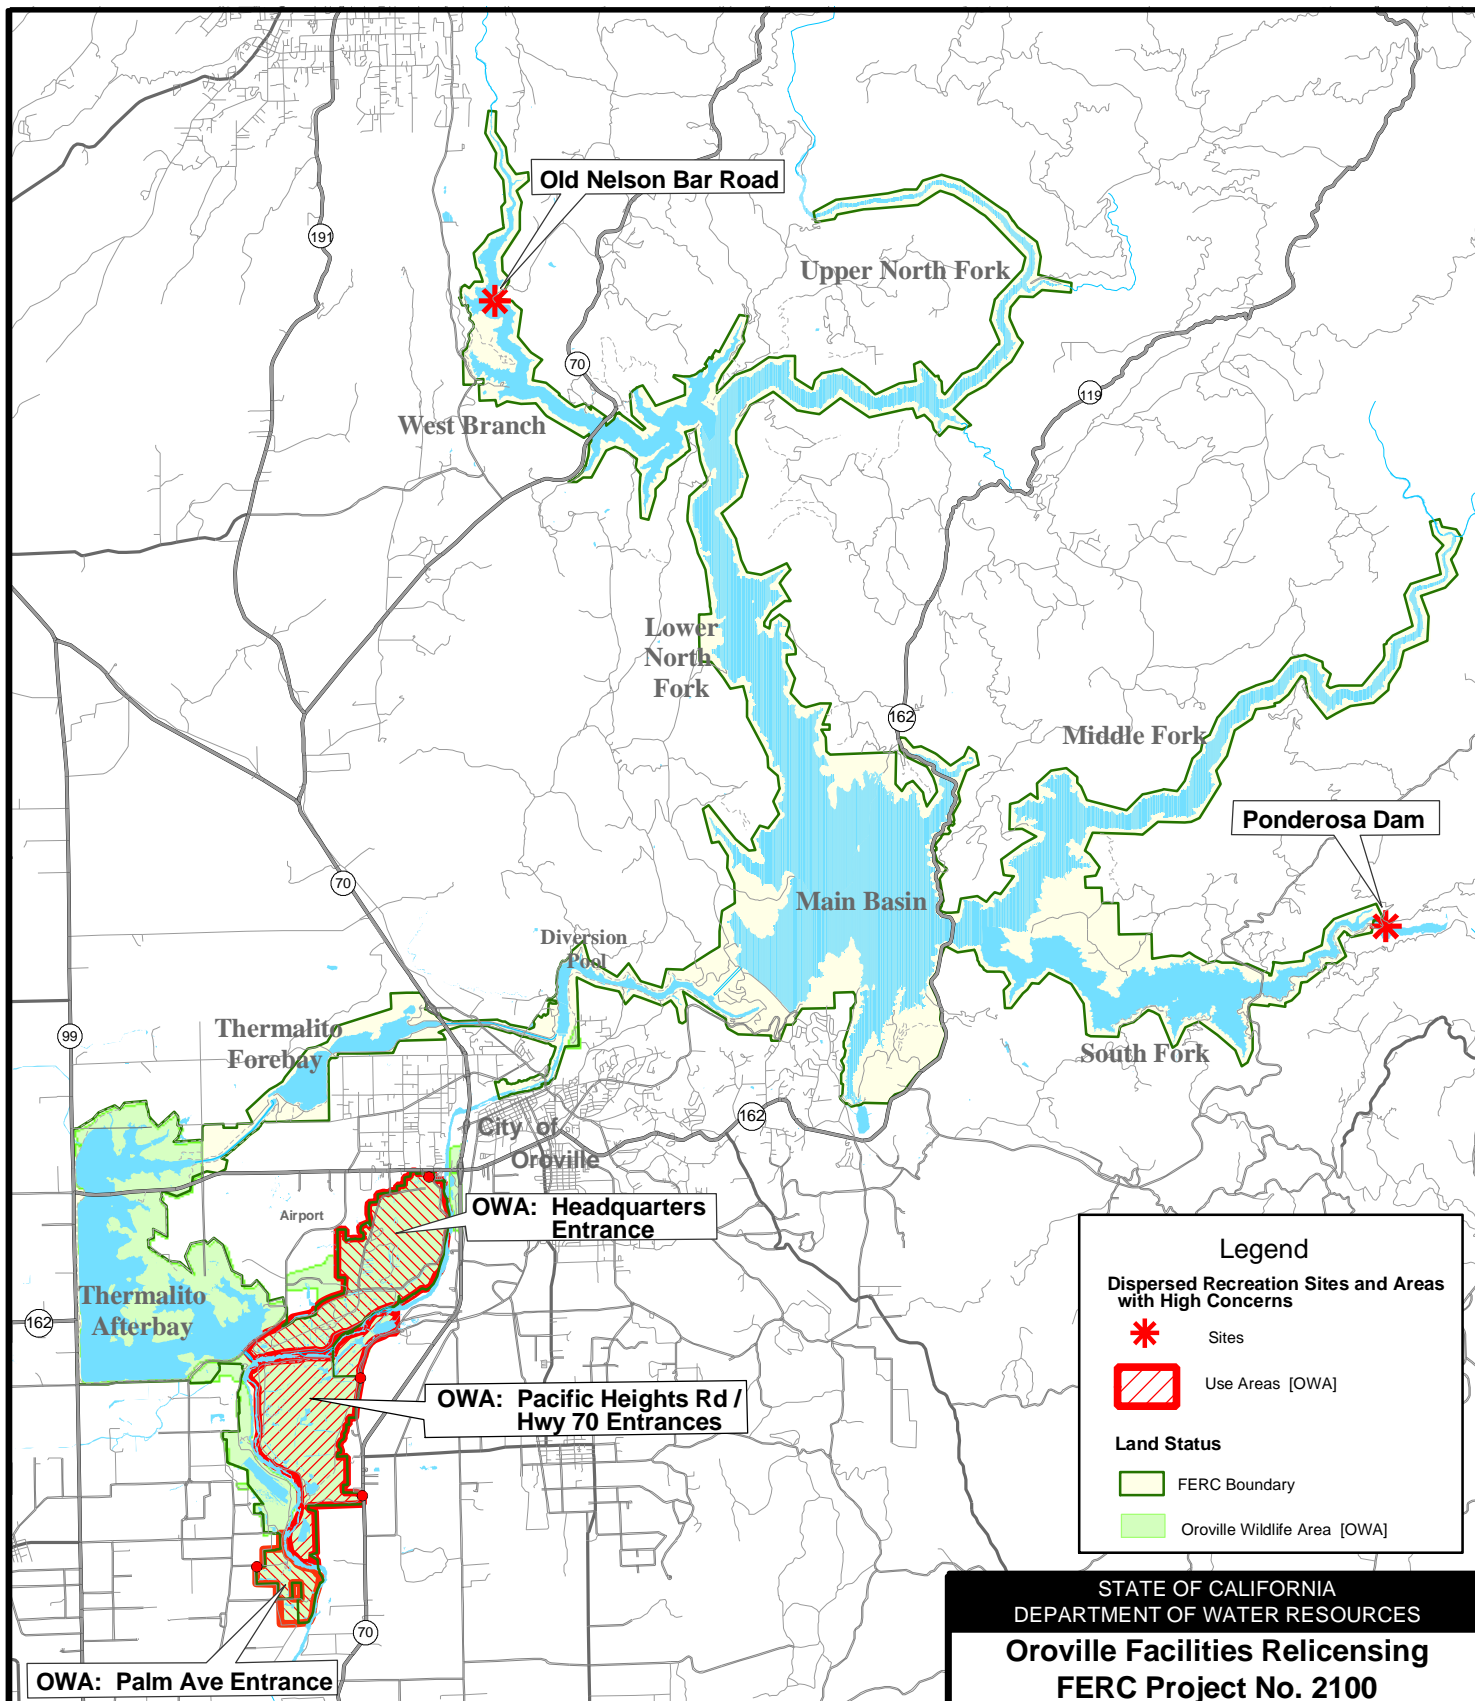 Old Nelson Bar Road
191
Upper North Fork
70
119
West Branch
Lower
North
Fork
162
Middle Fork
Ponderosa Dam
70
Main Basin
Diversion
Pool
99
Thermalito
Forebay
South Fork
162
City of
Oroville
OWA: Headquarters
Entrance
Airport
Thermalito
Afterbay
162
OWA: Pacific Heights Rd /
Hwy 70 Entrances
70
OWA: Palm Ave Entrance
Legend
Dispersed Recreation Sites and Areas
with High Concerns
Sites
Use Areas [OWA]
Land Status
FERC Boundary
Oroville Wildlife Area [OWA]
STATE OF CALIFORNIA
DEPARTMENT OF WATER RESOURCES
Oroville Facilities Relicensing
FERC Project No. 2100